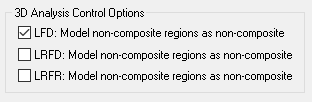 3D Analysis Control Options
LFD: Model non-composite regions as non-composite
LRFD: Model non-composite regions as non-composite
LRFR: Model non-composite regions as non-composite